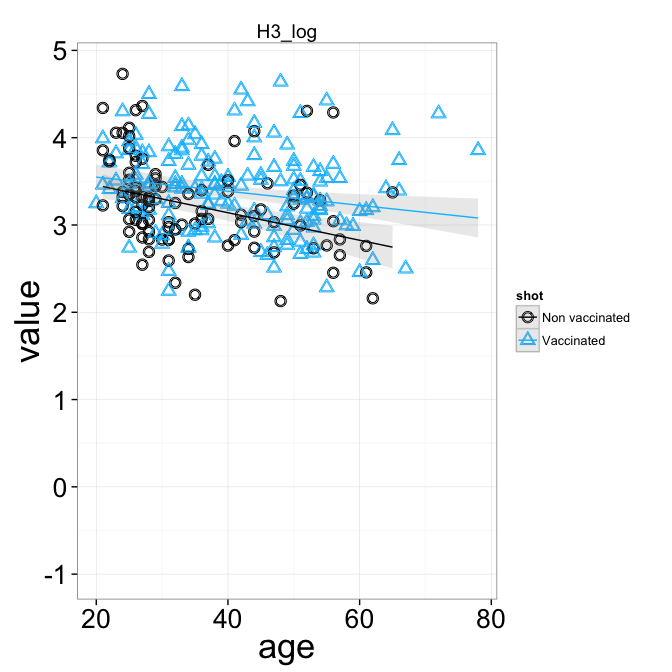 H3_log
5
4
3
2
1
0
-1
value
20 40 60 80
age
shot
Non vaccinated
Vaccinated